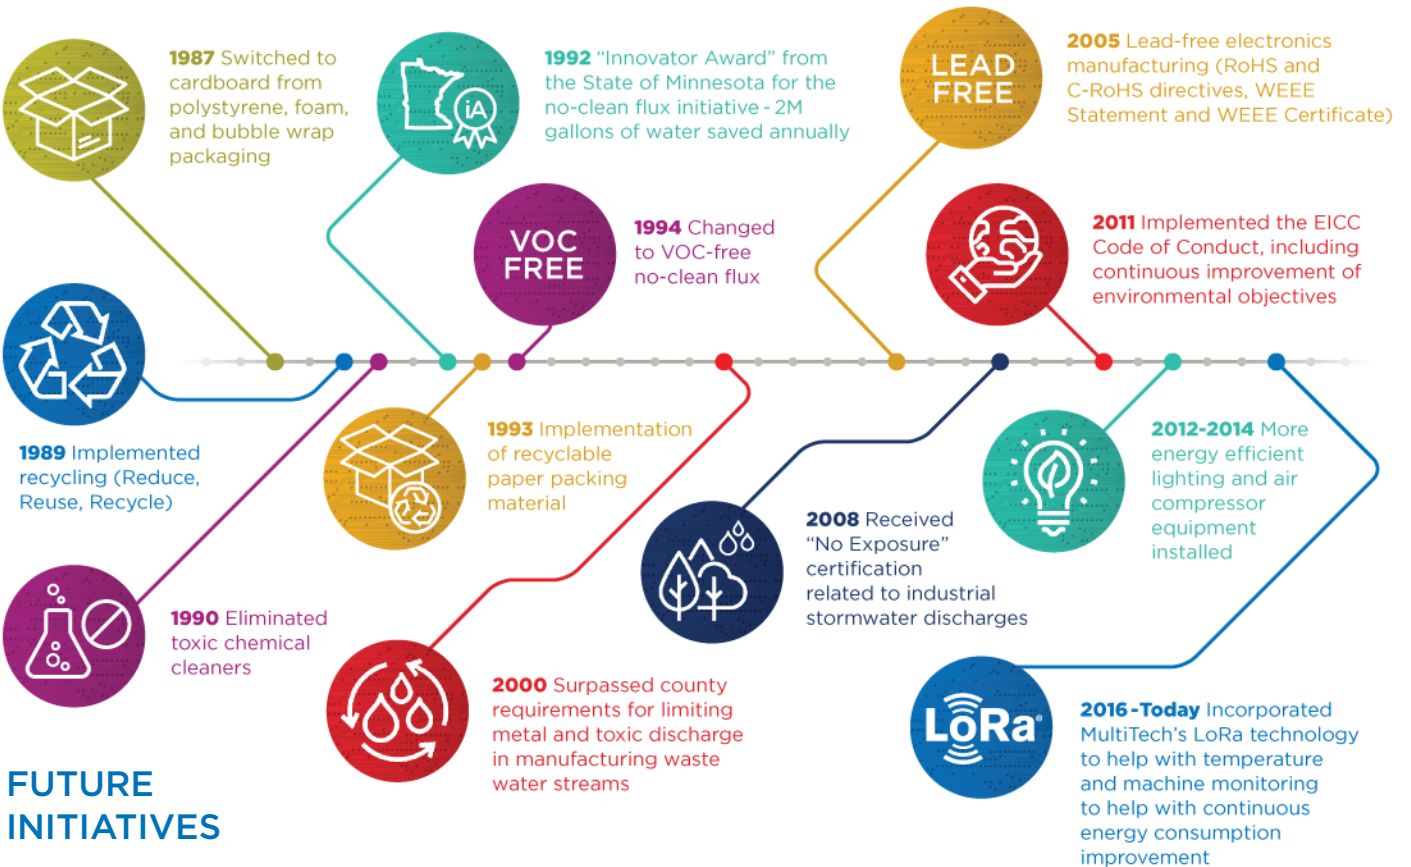 1987 Switched to
cardboard from
polystyrene, foam,
and bubble wrap
packaging
iA
1992 “Innovator Award” from
the State of Minnesota for the
no-clean flux initiative - 2M
gallons of water saved annually
LEAD
FREE
2005 Lead-free electronics
manufacturing (RoHS and
C-RoHS directives, WEEE
Statement and WEEE Certificate)
VOC
FREE
1994 Changed
to VOC-free
no-clean flux
2011 Implemented the EICC
Code of Conduct, including
continuous improvement of
environmental objectives
1989 Implemented
recycling (Reduce,
Reuse, Recycle)
1993 Implementation
of recyclable
paper packing
material
2012-2014 More
energy efficient
lighting and air
compressor
equipment
installed
2008 Received
“No Exposure”
certification
related to industrial
stormwater discharges
1990 Eliminated
toxic chemical
cleaners
2000 Surpassed county
requirements for limiting
metal and toxic discharge
in manufacturing waste
water streams
LoRa®
2016-Today Incorporated
MultiTech’s LoRa technology
to help with temperature
and machine monitoring
to help with continuous
energy consumption
improvement
FUTURE
INITIATIVES